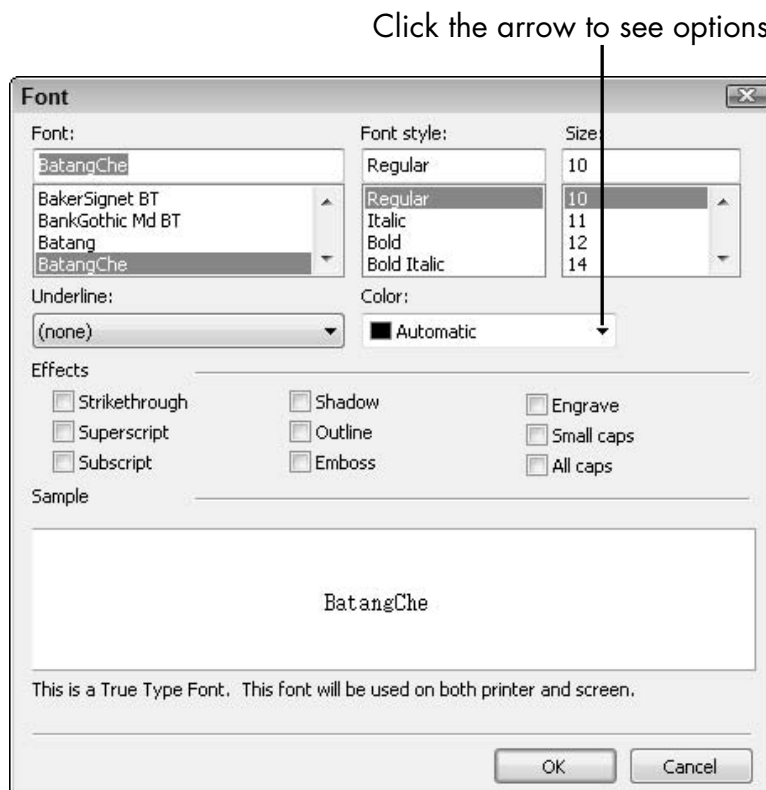 Click the arrow to see options
Font
Font: Font style: Size:
BatangChe Regular 10
BakerSignet BT Regular 10
BankGothic Md BT Italic 11
Batang Bold 12
BatangChe Bold Italic 14
Underline: Color:
(none) Automatic
Effects
Strikethrough Shadow Engrave
Superscript Outline Small caps
Subscript Emboss All caps
Sample
BatangChe
This is a True Type Font. This font will be used on both printer and screen.
OK Cancel